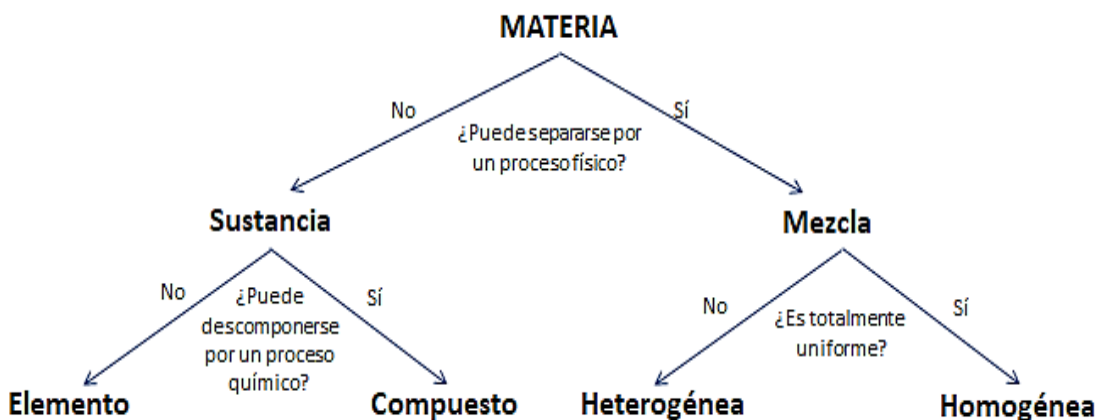 MATERIA
No
Sí
¿Puede separarse por
un proceso físico?
Sustancia
Mezcla
No
¿Puede
descomponerse
por un proceso
químico?
Sí
No
¿Es totalmente
uniforme?
Sí
Elemento
Compuesto
Heterogénea
Homogénea